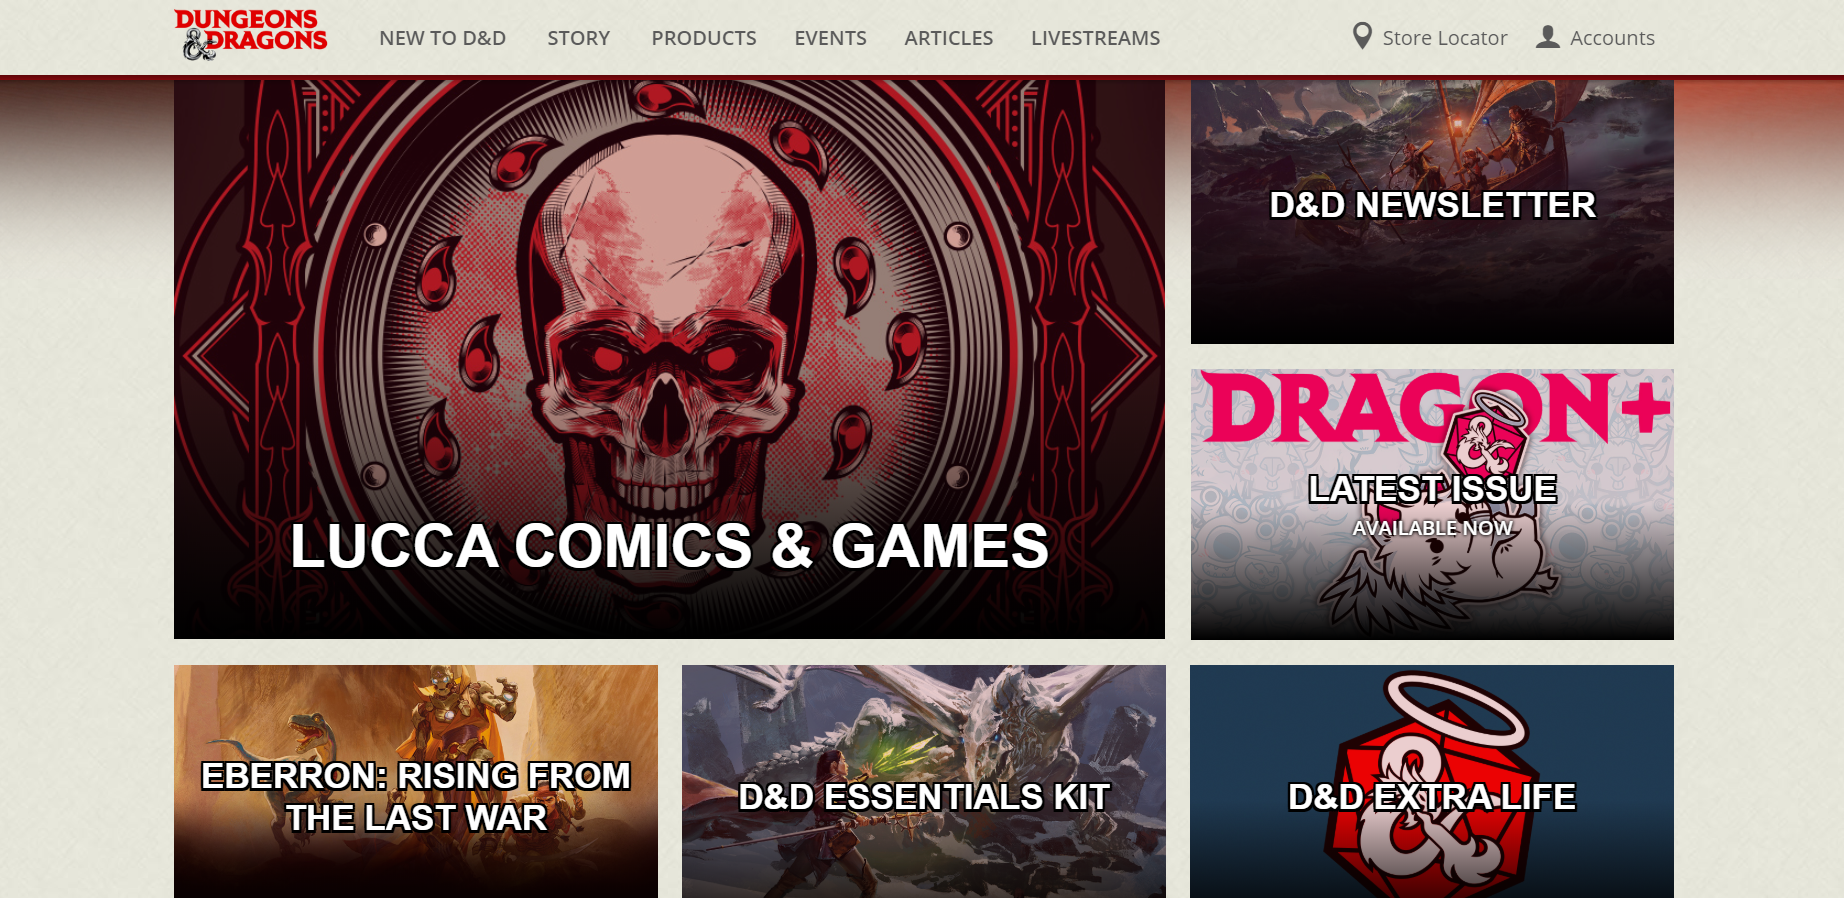 DUNGEONS
& DRAGONS
NEW TO D&D STORY PRODUCTS EVENTS ARTICLES LIVESTREAMS Store Locator Accounts
LUCCA COMICS & GAMES
D&D NEWSLETTER
DRAGON+
LATEST ISSUE
AVAILABLE NOW
EBERRON: RISING FROM
THE LAST WAR
D&D ESSENTIALS KIT
D&D EXTRA LIFE